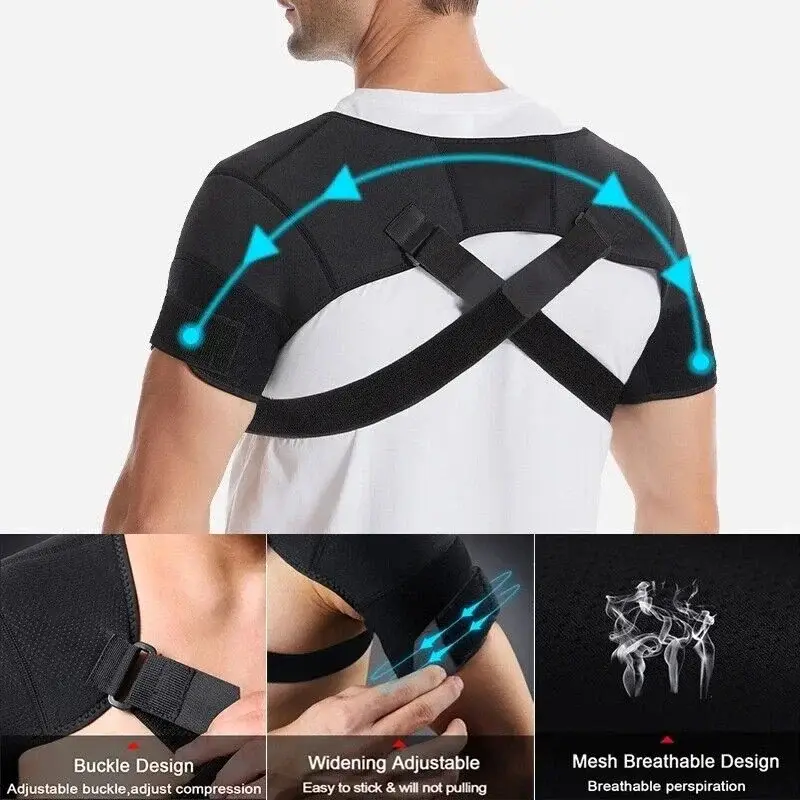 Buckle Design
Adjustable buckle,adjust compression
Widening Adjustable
Easy to stick & will not pulling
Mesh Breathable Design
Breathable perspiration